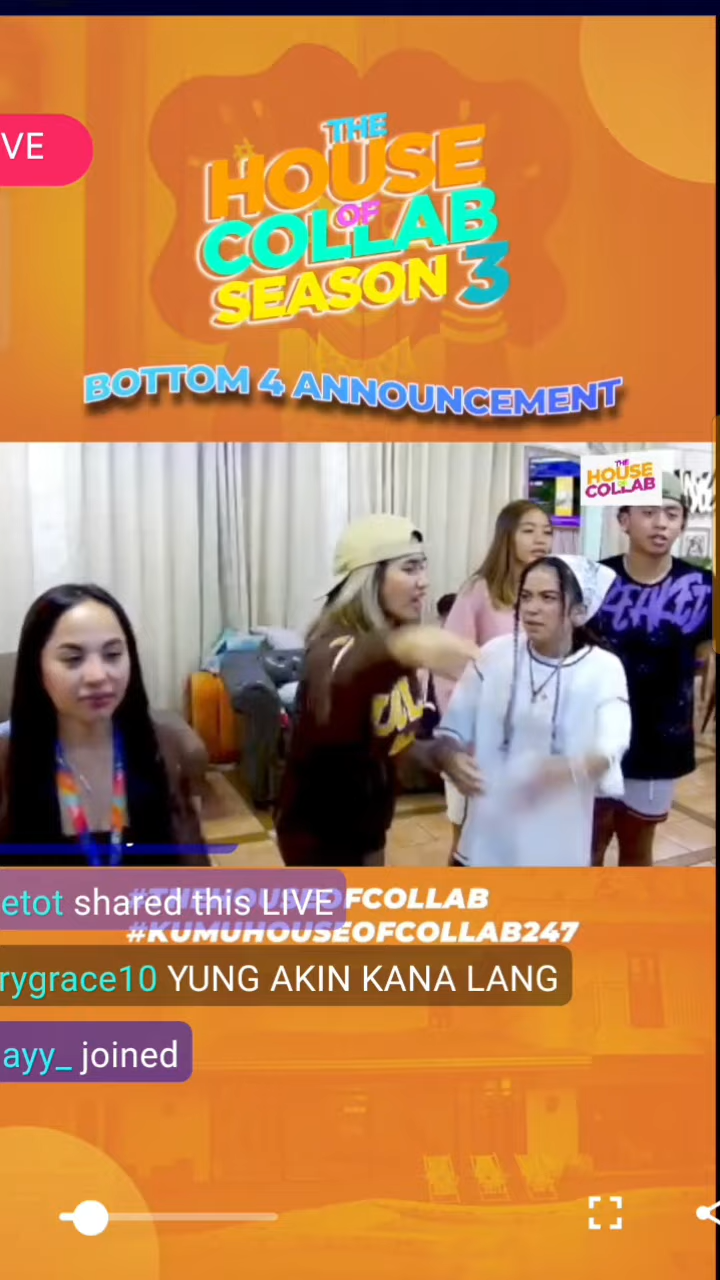 VE
THE
HOUSE
OF
COLLAB
SEASON 3
BOTTOM 4 ANNOUNCEMENT
THE
HOUSE
COLLAB
etot shared this LIVE
#THEHOUSEOFCOLLAB
#KUMUHOUSEOFCOLLAB247
rygrace10 YUNG AKIN KANA LANG
ayy_ joined